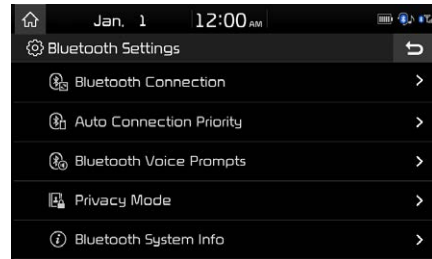 Jan. 1 12:00 AM
Bluetooth Settings
Bluetooth Connection
Auto Connection Priority
Bluetooth Voice Prompts
Privacy Mode
Bluetooth System Info